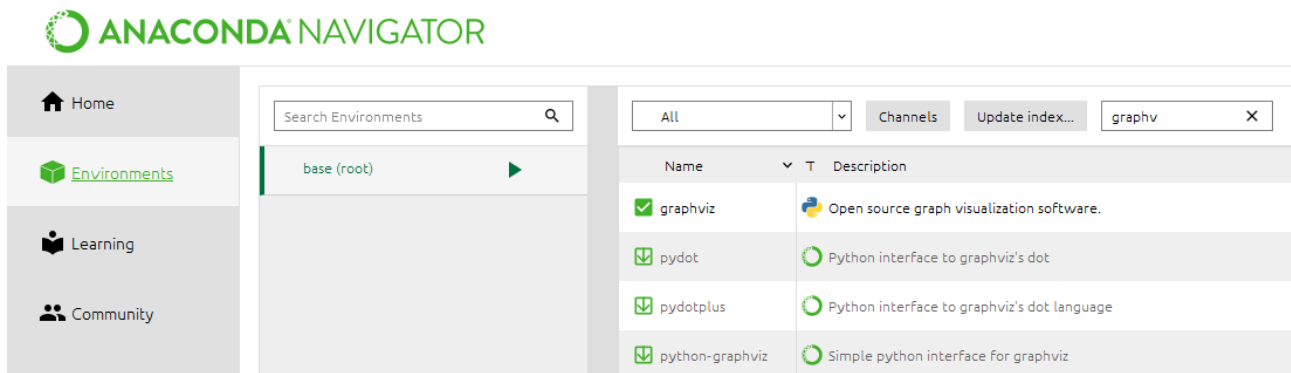 ANACONDA NAVIGATOR
Home
Environments
Learning
Community
Search Environments
base (root)
All
Channels
Update index...
graphv
Name T Description
graphviz Open source graph visualization software.
pydot Python interface to graphviz's dot
pydotplus Python interface to graphviz's dot language
python-graphviz Simple python interface for graphviz